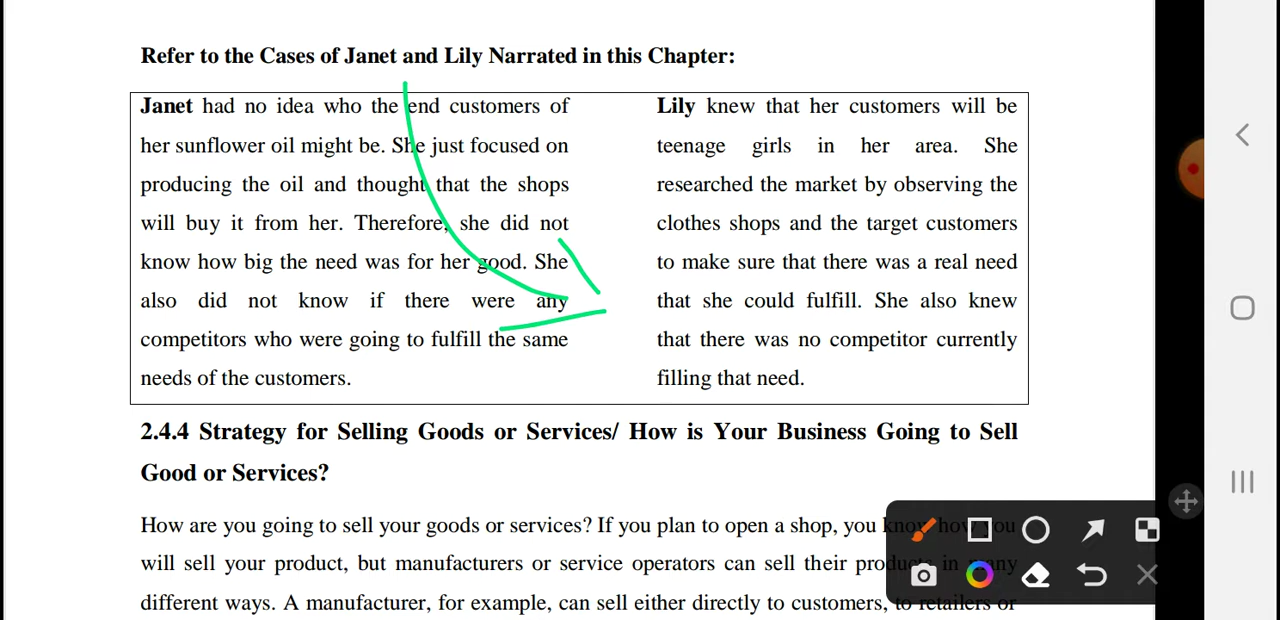 Refer to the Cases of Janet and Lily Narrated in this Chapter:
Janet had no idea who the end customers of
her sunflower oil might be. She just focused on
producing the oil and thought that the shops
will buy it from her. Therefore, she did not
know how big the need was for her good. She
also did not know if there were any
competitors who were going to fulfill the same
needs of the customers.
Lily knew that her customers will be
teenage girls in her area. She
researched the market by observing the
clothes shops and the target customers
to make sure that there was a real need
that she could fulfill. She also knew
that there was no competitor currently
filling that need.
2.4.4 Strategy for Selling Goods or Services/ How is Your Business Going to Sell
Good or Services?
How are you going to sell your goods or services? If you plan to open a shop, you know how you
will sell your product, but manufacturers or service operators can sell their products in many
different ways. A manufacturer, for example, can sell either directly to customers, to retailers or